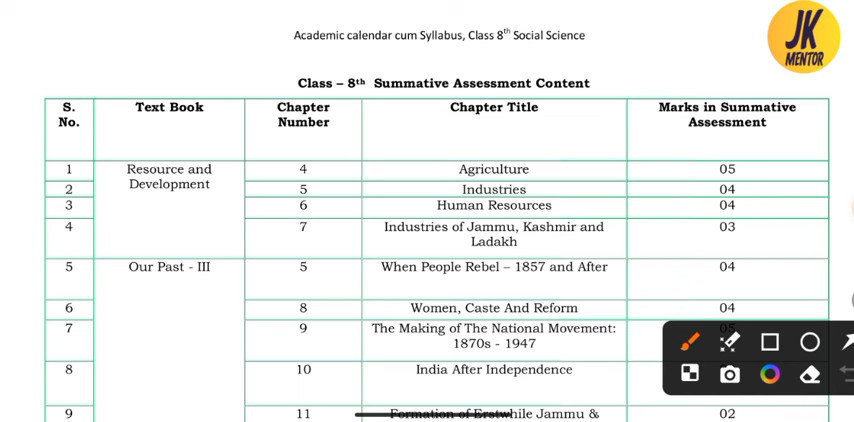 Academic calendar cum Syllabus, Class 8th Social Science
JK
MENTOR
Class – 8th Summative Assessment Content
S. No. Text Book Chapter Number Chapter Title Marks in Summative Assessment
1 Resource and Development 4 Agriculture 05
2 5 Industries 04
3 6 Human Resources 04
4 7 Industries of Jammu, Kashmir and Ladakh 03
5 Our Past - III 5 When People Rebel – 1857 and After 04
6 8 Women, Caste And Reform 04
7 9 The Making of The National Movement: 1870s - 1947 05
8 10 India After Independence
9 11 Formation of Erstwhile Jammu & 02